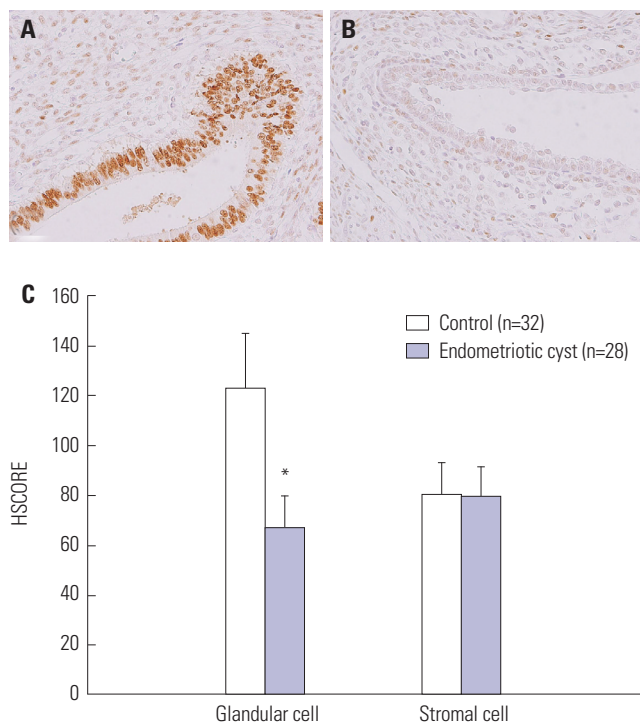 A
B
C
160
140
120
100
80
60
40
20
0
HSCORE
Control (n=32)
Endometriotic cyst (n=28)
*
Glandular cell
Stromal cell